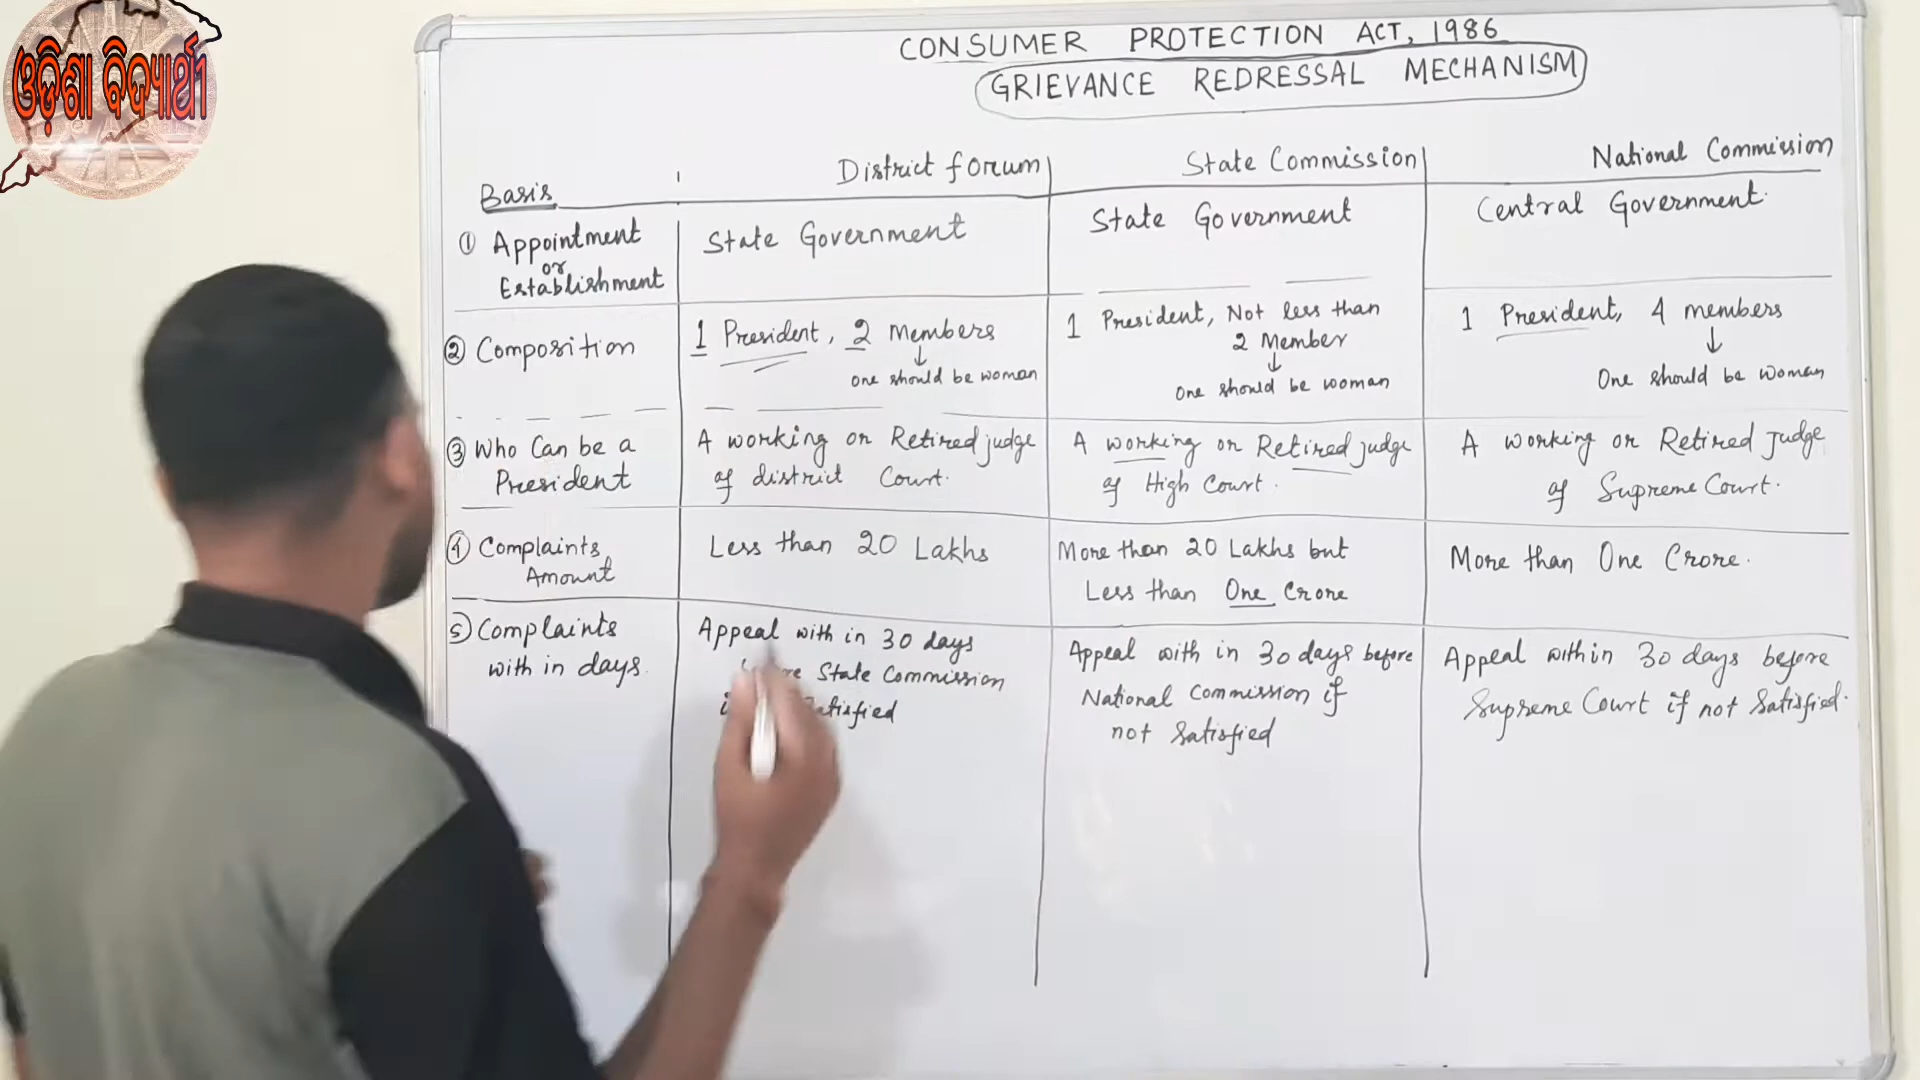 ଓଡ଼ିଶା ବିଦ୍ୟାର୍ଥୀ
CONSUMER PROTECTION ACT, 1986
GRIEVANCE REDRESSAL MECHANISM
Basis
District forum
State Commission
National Commission
① Appointment
or
Establishment
State Government
State Government
Central Government.
② Composition
1 President, 2 Members
↓
One should be woman
1 President, Not less than
2 Member
↓
One should be woman
1 President, 4 members
↓
One should be woman
③ Who Can be a
President
A working or Retired judge
of district Court.
A working or Retired judge
of High Court.
A working or Retired Judge
of Supreme Court.
④ Complaints
Amount
Less than 20 Lakhs
More than 20 Lakhs but
Less than One Crore
More than One Crore.
⑤ Complaints
with in days.
Appeal with in 30 days
State Commission
Appeal with in 30 days before
National Commission if
not Satisfied
Appeal within 30 days before
Supreme Court if not Satisfied.